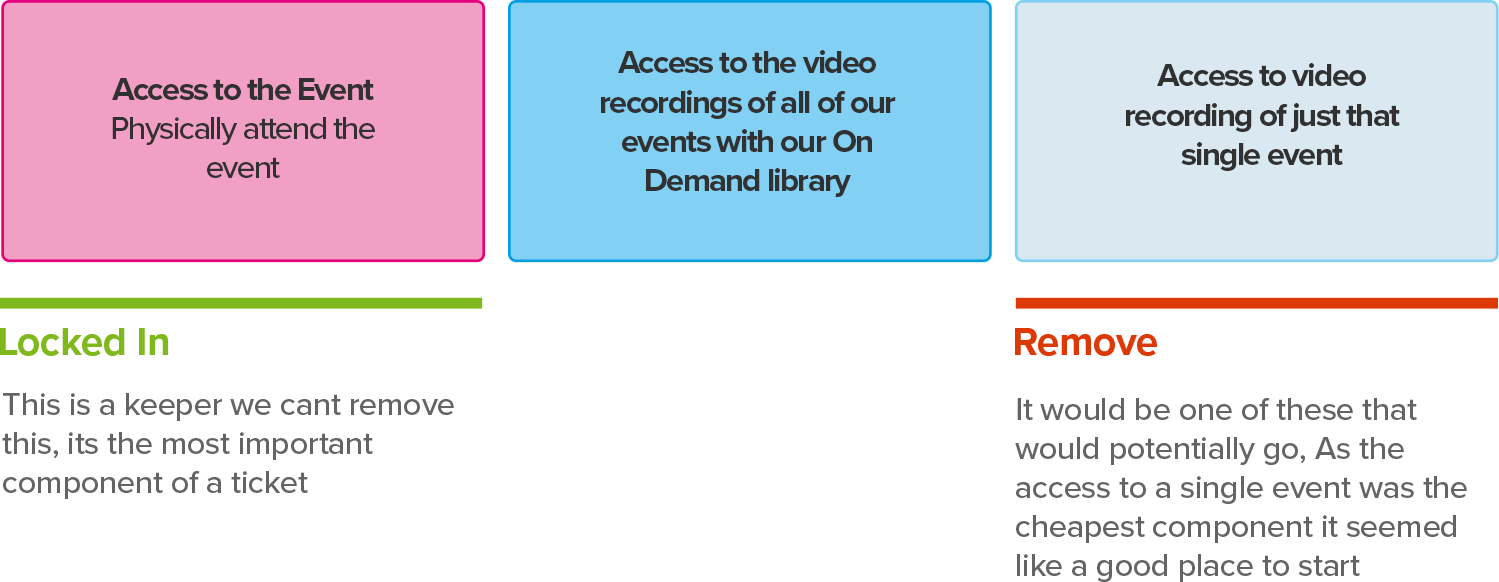 Access to the Event
Physically attend the
event
Access to the video
recordings of all of our
events with our On
Demand library
Access to video
recording of just that
single event
Locked In
This is a keeper we cant remove
this, its the most important
component of a ticket
Remove
It would be one of these that
would potentially go, As the
access to a single event was the
cheapest component it seemed
like a good place to start